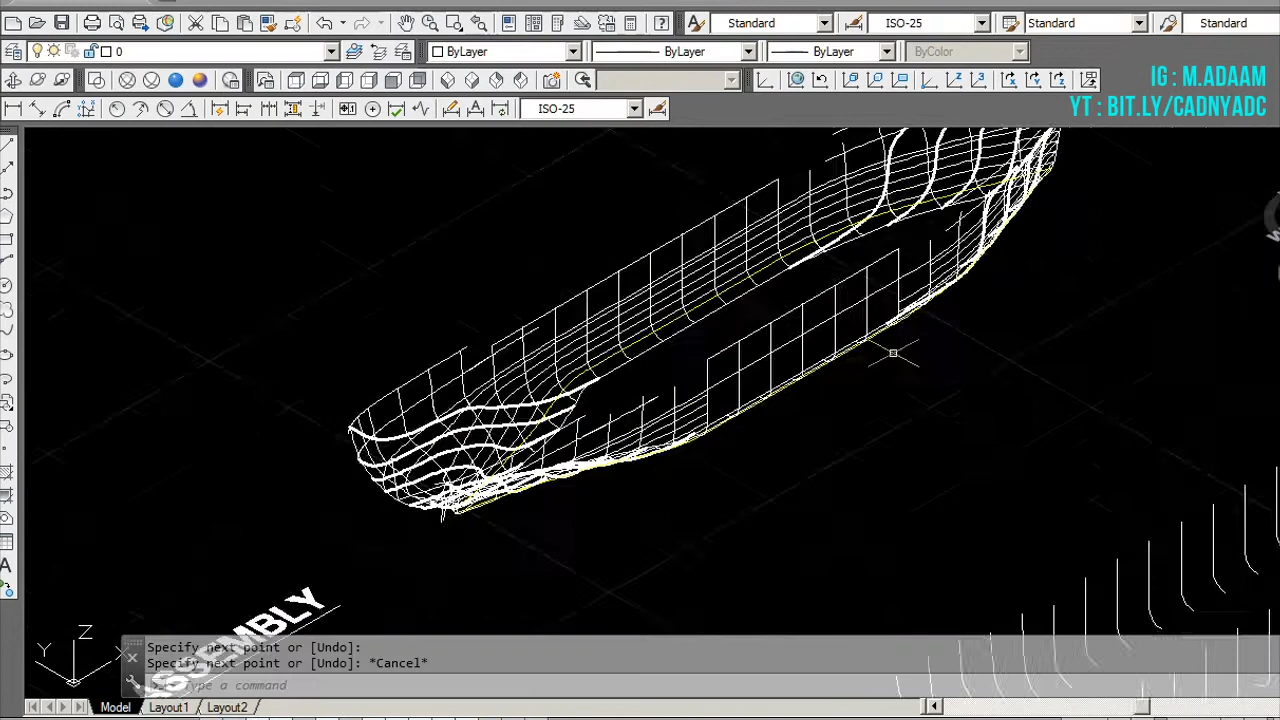 Standard
ISO-25
Standard
Standard
0
ByLayer
ByLayer
ByLayer
ByColor
IG : M.ADAAM
YT : BIT.LY/CADNYADC
ISO-25
ASSEMBLY
Y
Z
Specify next point or [Undo]:
Specify next point or [Undo]: *Cancel*
Type a command
Model
Layout1
Layout2